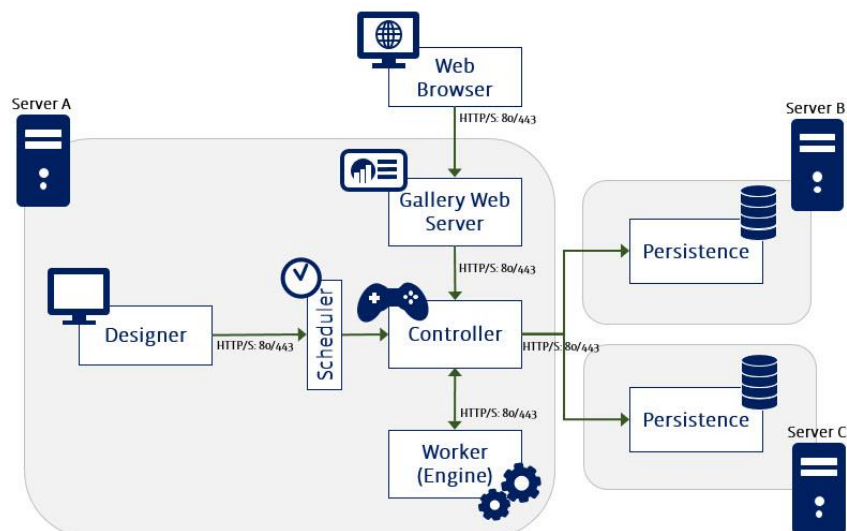 Web
Browser
Server A
HTTP/S: 80/443
Server B
Gallery Web
Server
Persistence
HTTP/S: 80/443
Scheduler
Designer
Controller
HTTP/S: 80/443
HTTP/S: 80/443
HTTP/S: 80/443
Persistence
Worker
(Engine)
Server C